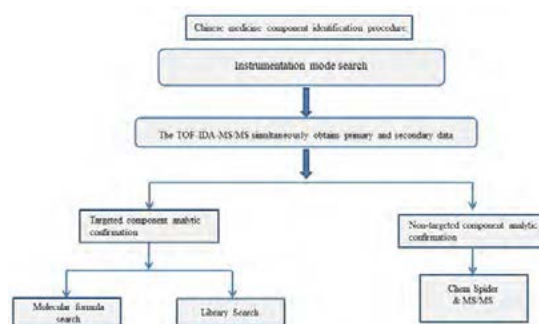 Chinese medicine component identification procedure
Instrumentation mode search
The TOF-IDA-MS/MS simultaneously obtains primary and secondary data
Targeted component analytic
confirmation
Non-targeted component analytic
confirmation
Molecular formula
search
Library Search
Chem Spider
& MS/MS